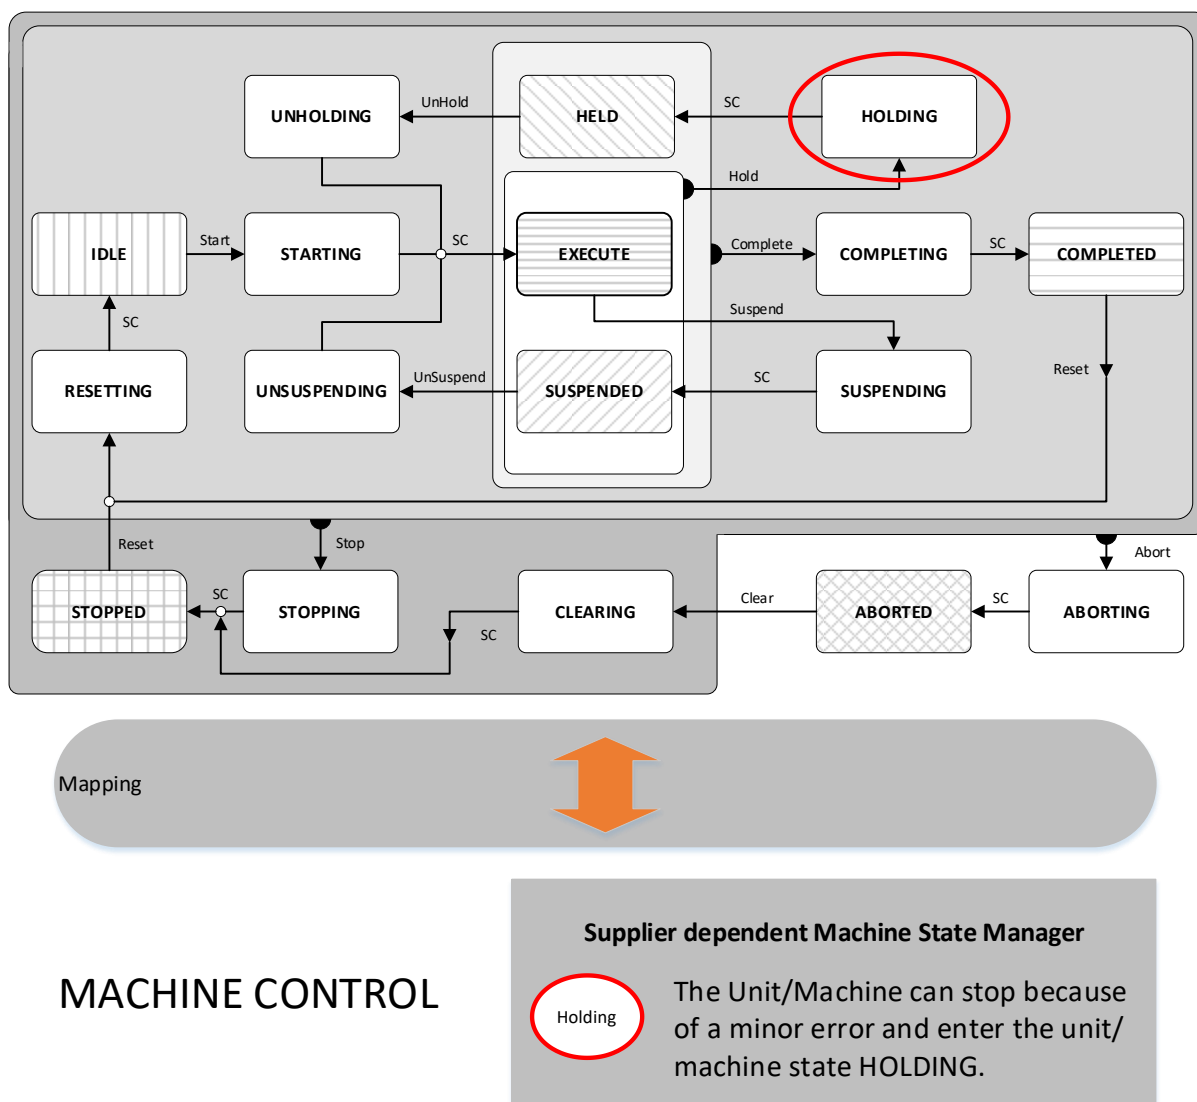 UnHold
SC
UNHOLDING
HELD
HOLDING
Hold
IDLE
Start
STARTING
SC
EXECUTE
Complete
COMPLETING
SC
COMPLETED
SC
Suspend
RESETTING
UNSUSPENDING
UnSuspend
SUSPENDED
SC
SUSPENDING
Reset
Reset
Stop
Abort
STOPPED
SC
STOPPING
SC
CLEARING
Clear
ABORTED
SC
ABORTING
Mapping
Supplier dependent Machine State Manager
MACHINE CONTROL
Holding
The Unit/Machine can stop because
of a minor error and enter the unit/
machine state HOLDING.